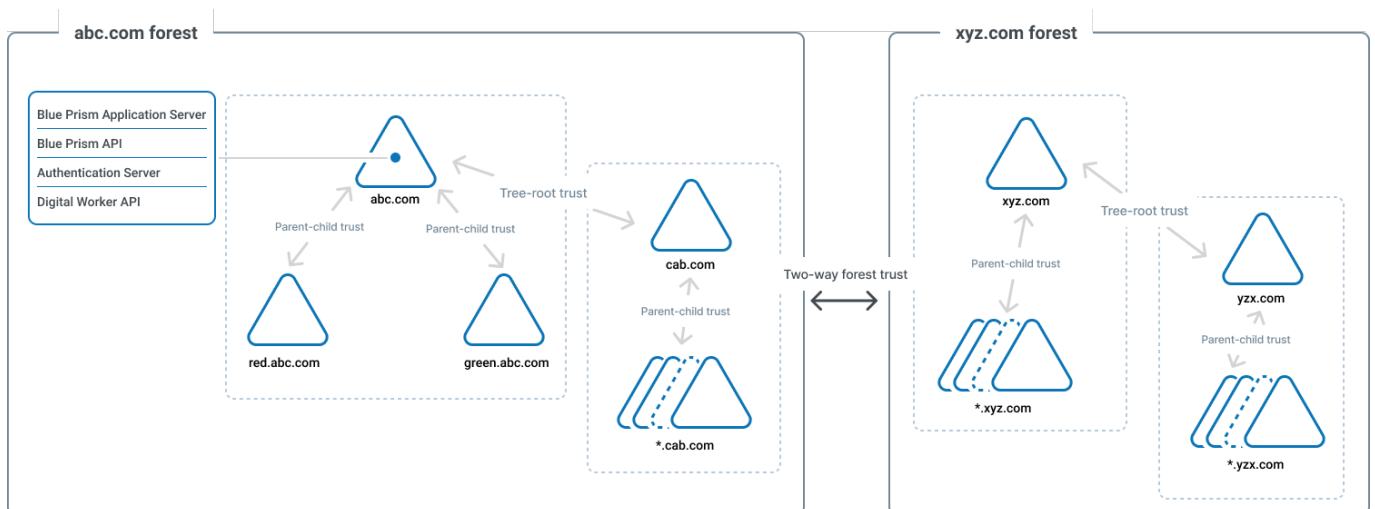 abc.com forest
xyz.com forest
Blue Prism Application Server
Blue Prism API
Authentication Server
Digital Worker API
abc.com
Tree-root trust
Parent-child trust
Parent-child trust
red.abc.com
green.abc.com
cab.com
Parent-child trust
*.cab.com
Two-way forest trust
xyz.com
Tree-root trust
Parent-child trust
*.xyz.com
yzx.com
Parent-child trust
*.yzx.com